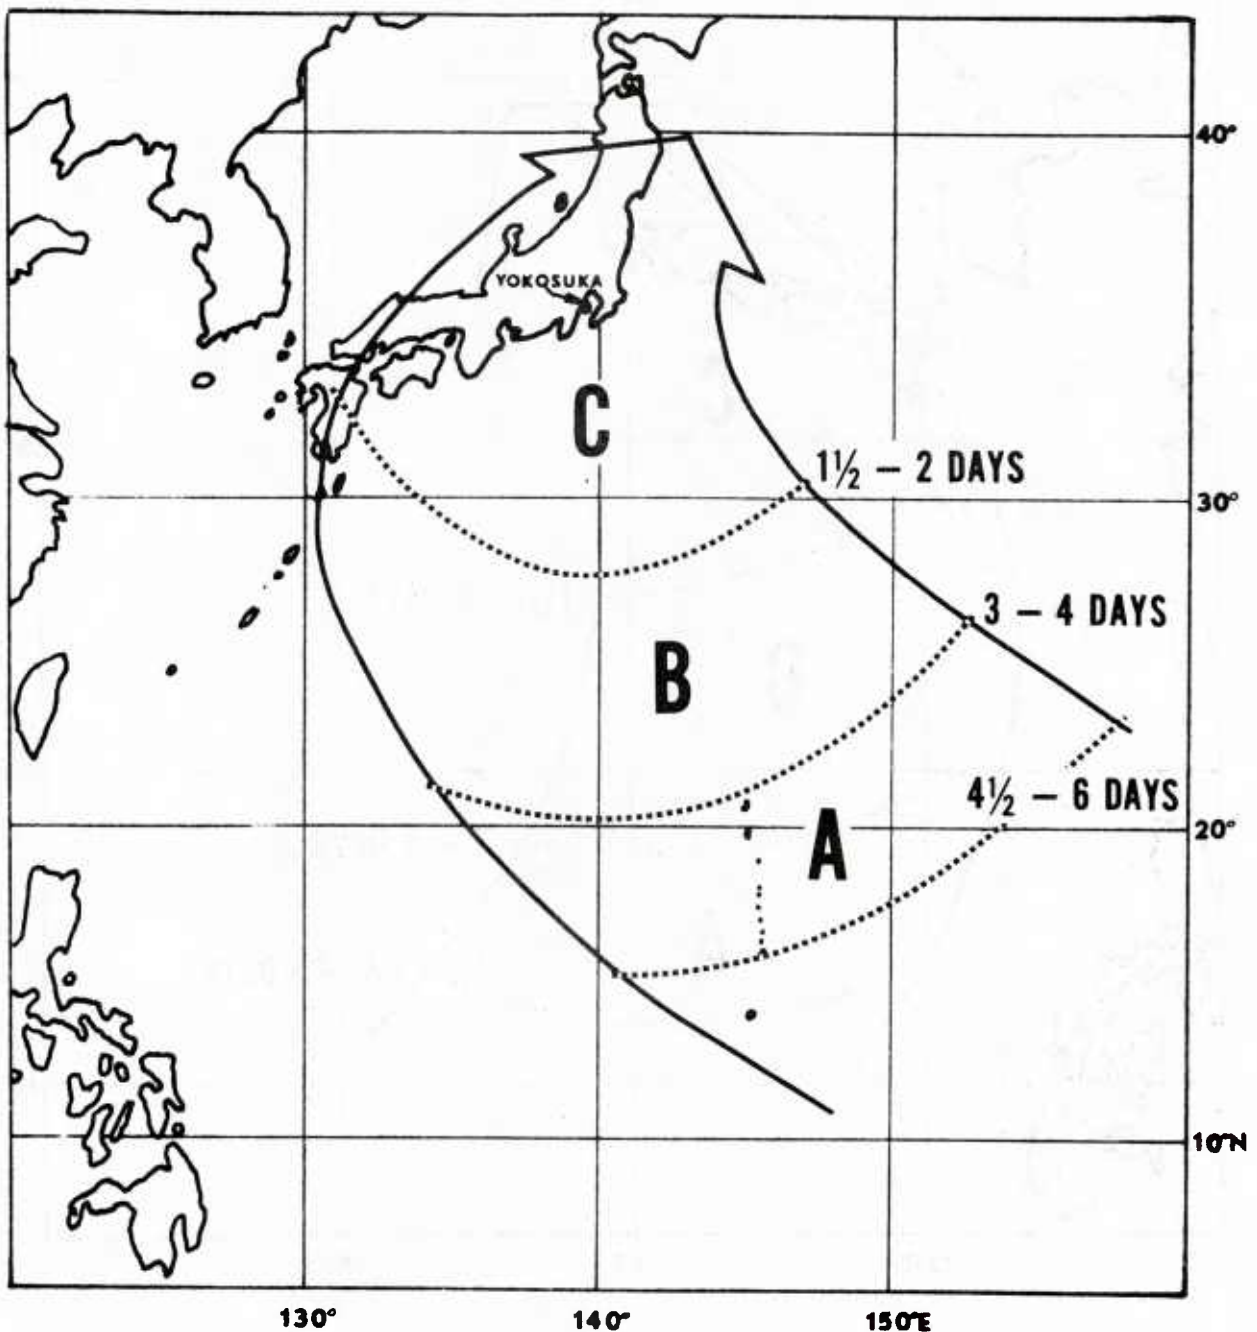 40°
YOKOSUKA
C
1½ – 2 DAYS
30°
3 – 4 DAYS
B
4½ – 6 DAYS
A
20°
10°N
130°
140°
150°E